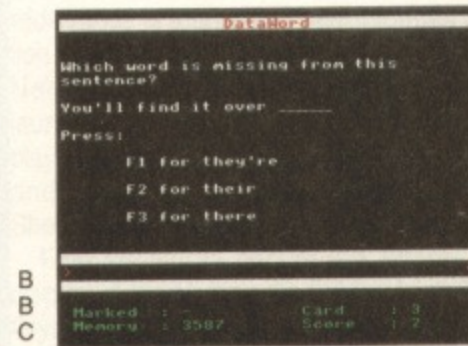 DataWord
Which word is missing from this
sentence?
You'll find it over _____
Press:
F1 for they're
F2 for their
F3 for there
>
B
B
C
Marked : - Card : 3
Memory : 3587 Score : 2